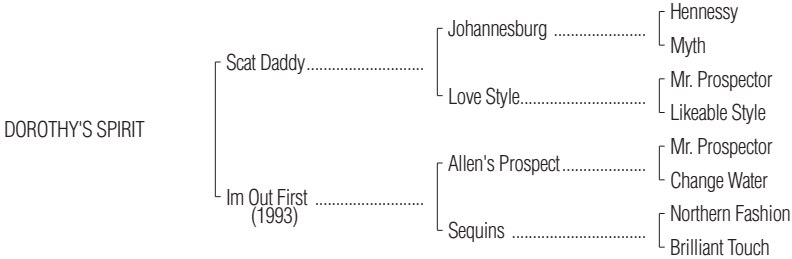 Hennessy
Johannesburg ......................
Myth
Scat Daddy............................
Mr. Prospector
Love Style..............................
Likeable Style
DOROTHY'S SPIRIT
Mr. Prospector
Allen's Prospect....................
Change Water
Im Out First ..........................
(1993)
Northern Fashion
Sequins ................................
Brilliant Touch